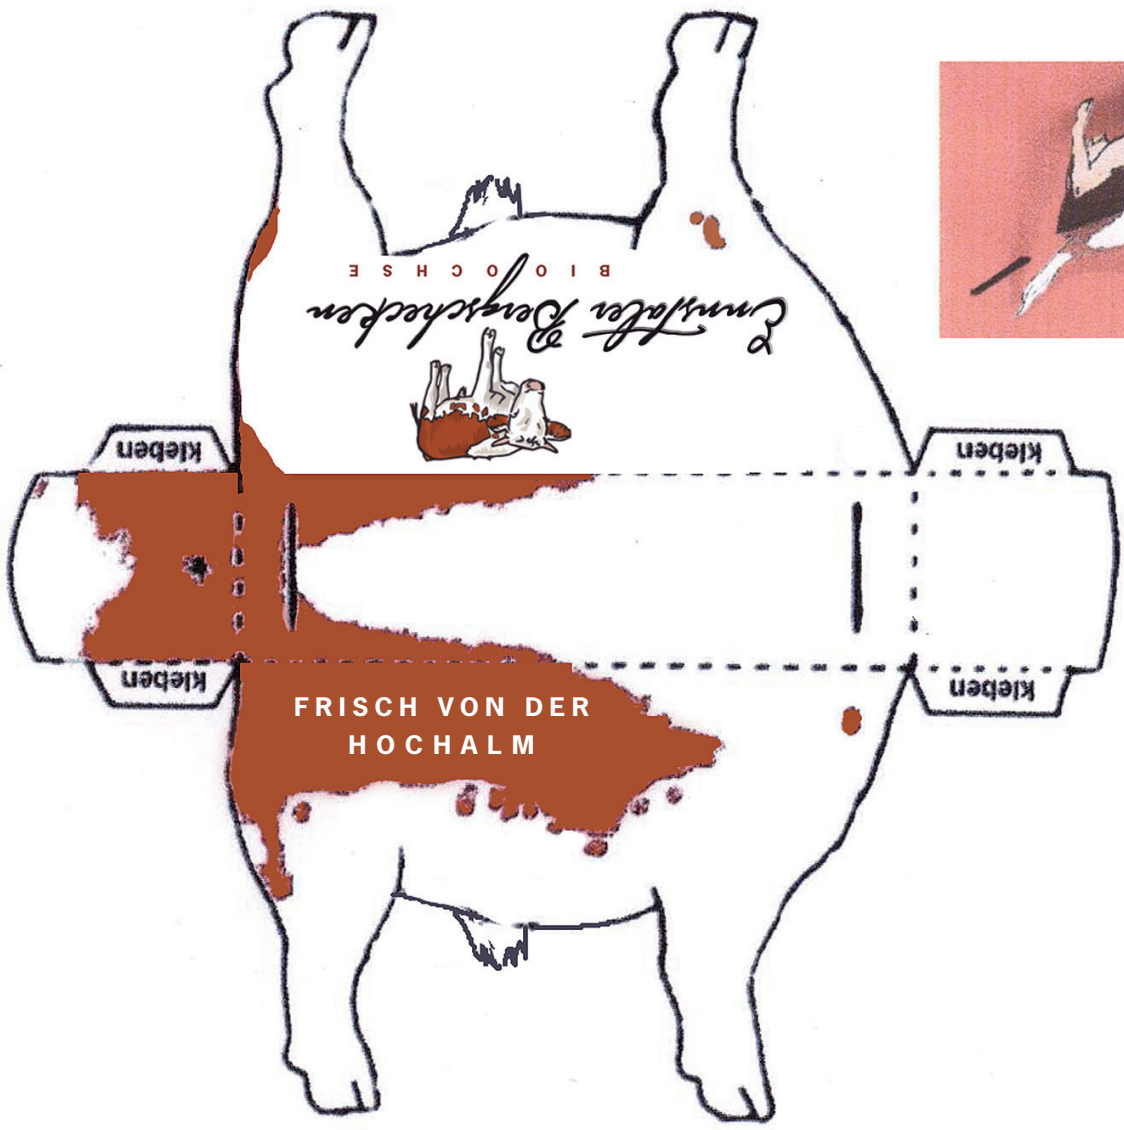 BIOOCHSE
Ennstaler Bergschecken
kleben
kleben
kleben
kleben
FRISCH VON DER
HOCHALM